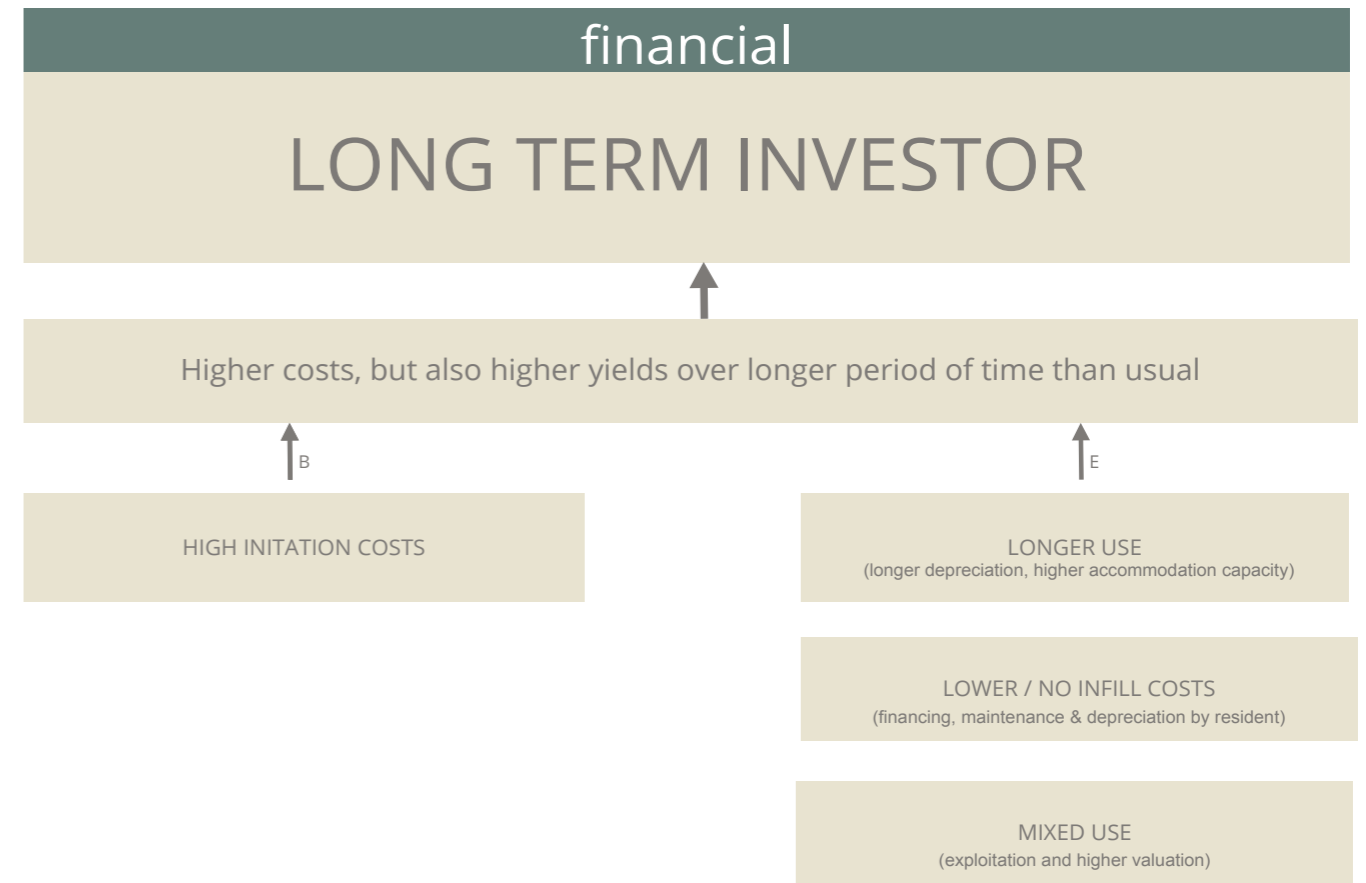 financial
LONG TERM INVESTOR
Higher costs, but also higher yields over longer period of time than usual
B
E
HIGH INITATION COSTS
LONGER USE
(longer depreciation, higher accommodation capacity)
LOWER / NO INFILL COSTS
(financing, maintenance & depreciation by resident)
MIXED USE
(exploitation and higher valuation)